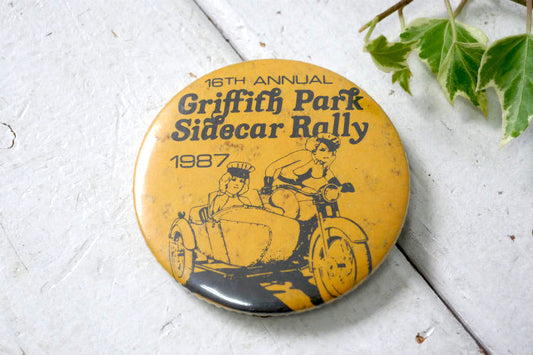 16TH ANNUAL
Griffith Park
Sidecar Rally
1987